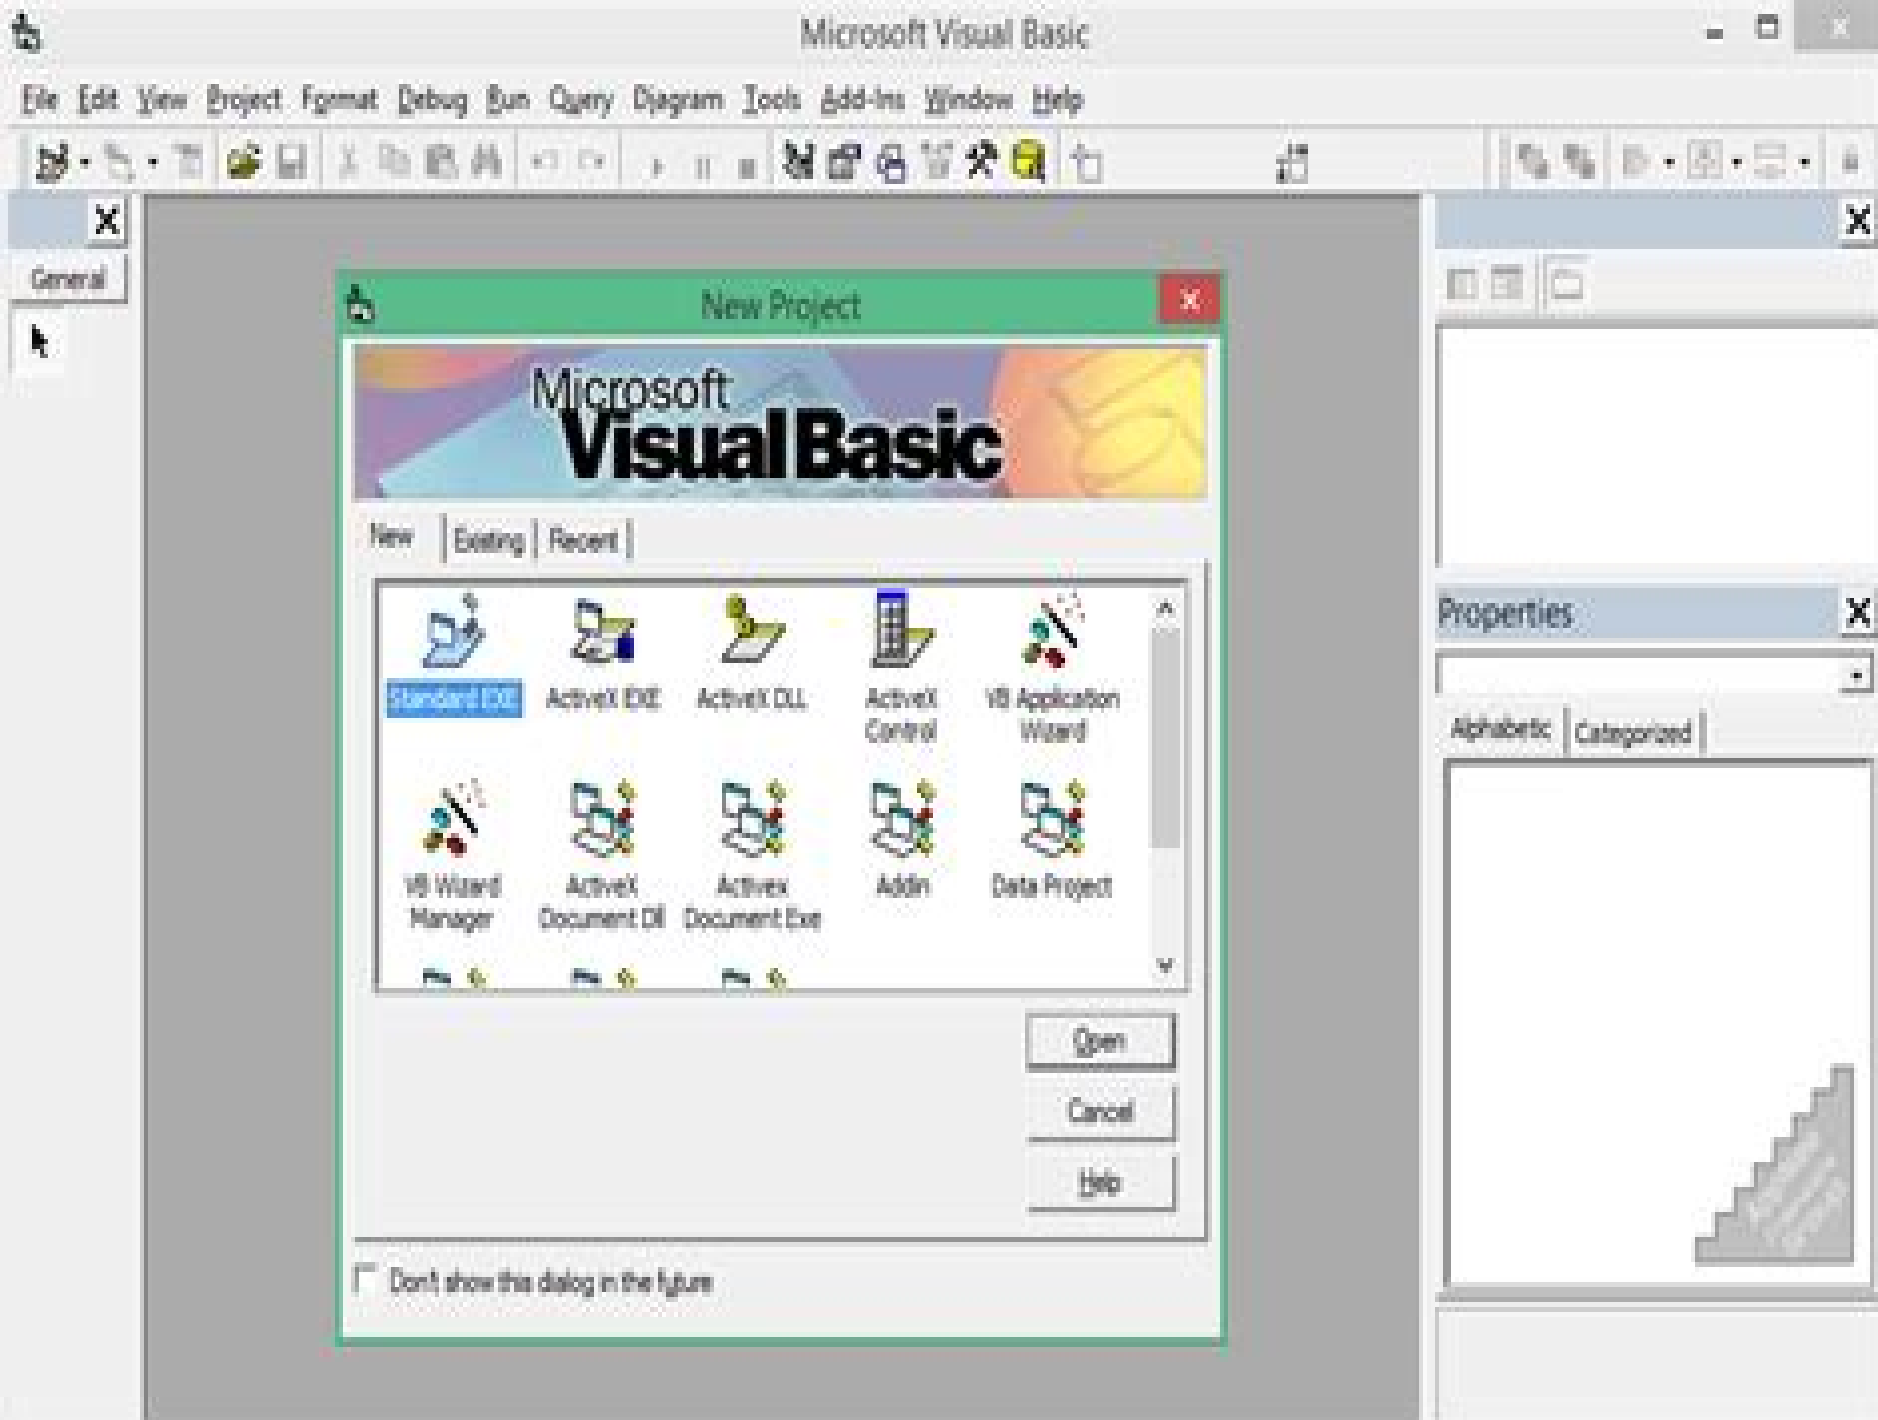 Microsoft Visual Basic
File Edit View Project Format Debug Run Query Diagram Tools Add-Ins Window Help
General
New Project
Microsoft
Visual Basic
New Existing Recent
Standard EXE ActiveX EXE ActiveX DLL ActiveX Control VB Application Wizard
VB Wizard Manager ActiveX Document Dll Activex Document Exe Addin Data Project
Open
Cancel
Help
Don't show this dialog in the future
Properties
Alphabetic Categorized